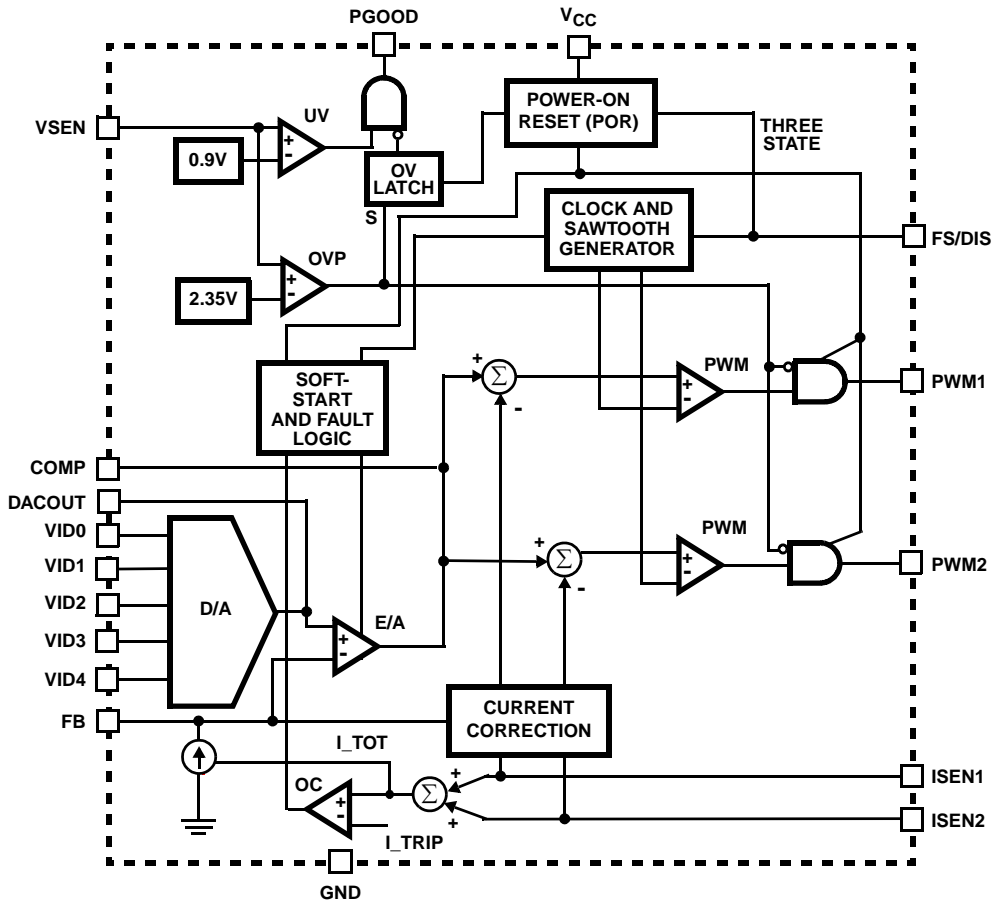 PGOOD
VCC
VSEN
UV
+
-
0.9V
OV
LATCH
S
POWER-ON
RESET (POR)
THREE
STATE
CLOCK AND
SAWTOOTH
GENERATOR
FS/DIS
OVP
+
-
2.35V
SOFT-
START
AND FAULT
LOGIC
+
Σ
-
PWM
+
-
PWM1
COMP
DACOUT
VID0
VID1
VID2
VID3
VID4
D/A
E/A
+
-
+
Σ
-
PWM
+
-
PWM2
FB
CURRENT
CORRECTION
I_TOT
OC
+
-
Σ
+
+
I_TRIP
ISEN1
ISEN2
GND